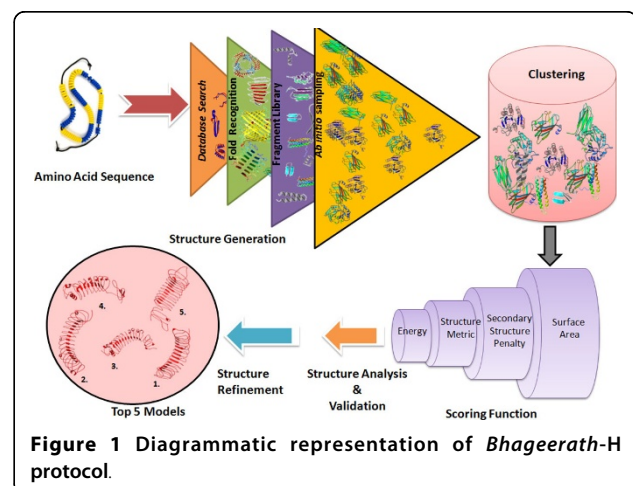 Amino Acid Sequence
Database Search
Fold Recognition
Fragment Library
Ab intio sampling
Structure Generation
Clustering
Energy
Structure
Metric
Secondary
Structure
Penalty
Surface
Area
Scoring Function
Structure Analysis
&
Validation
Structure
Refinement
4.
5.
3.
2.
1.
Top 5 Models
Figure 1 Diagrammatic representation of Bhageerath-H
protocol.